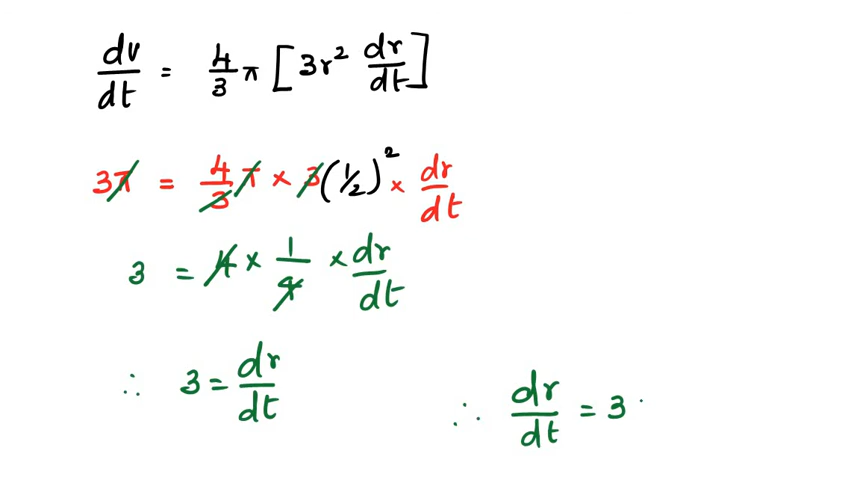 dv/dt = 4/3 π [3r² dr/dt]
3π = 4/3 π × 3(1/2)² × dr/dt
3 = 4 × 1/4 × dr/dt
∴ 3 = dr/dt
∴ dr/dt = 3.